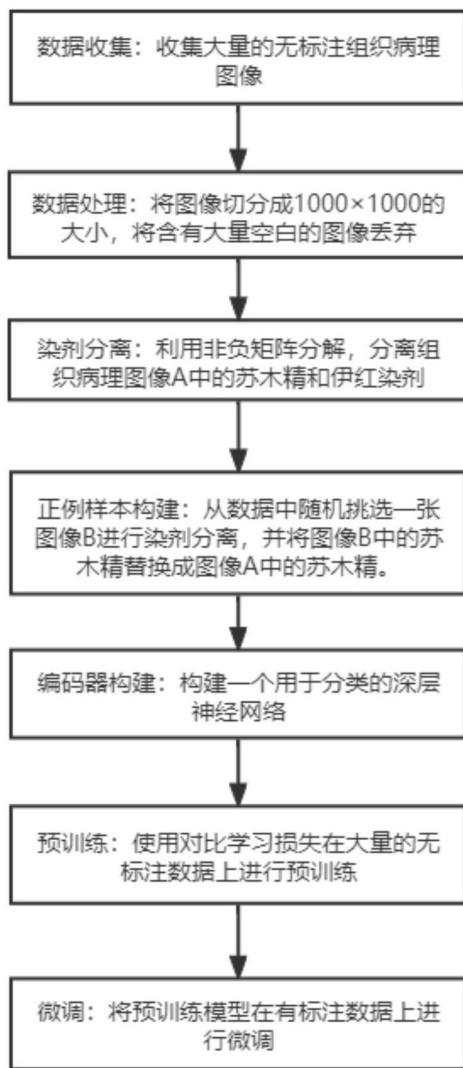 数据收集：收集大量的无标注组织病理
图像
数据处理：将图像切分成1000×1000的
大小，将含有大量空白的图像丢弃
染剂分离：利用非负矩阵分解，分离组
织病理图像A中的苏木精和伊红染剂
正例样本构建：从数据中随机挑选一张
图像B进行染剂分离，并将图像B中的苏
木精替换成图像A中的苏木精。
编码器构建：构建一个用于分类的深层
神经网络
预训练：使用对比学习损失在大量的无
标注数据上进行预训练
微调：将预训练模型在有标注数据上进
行微调